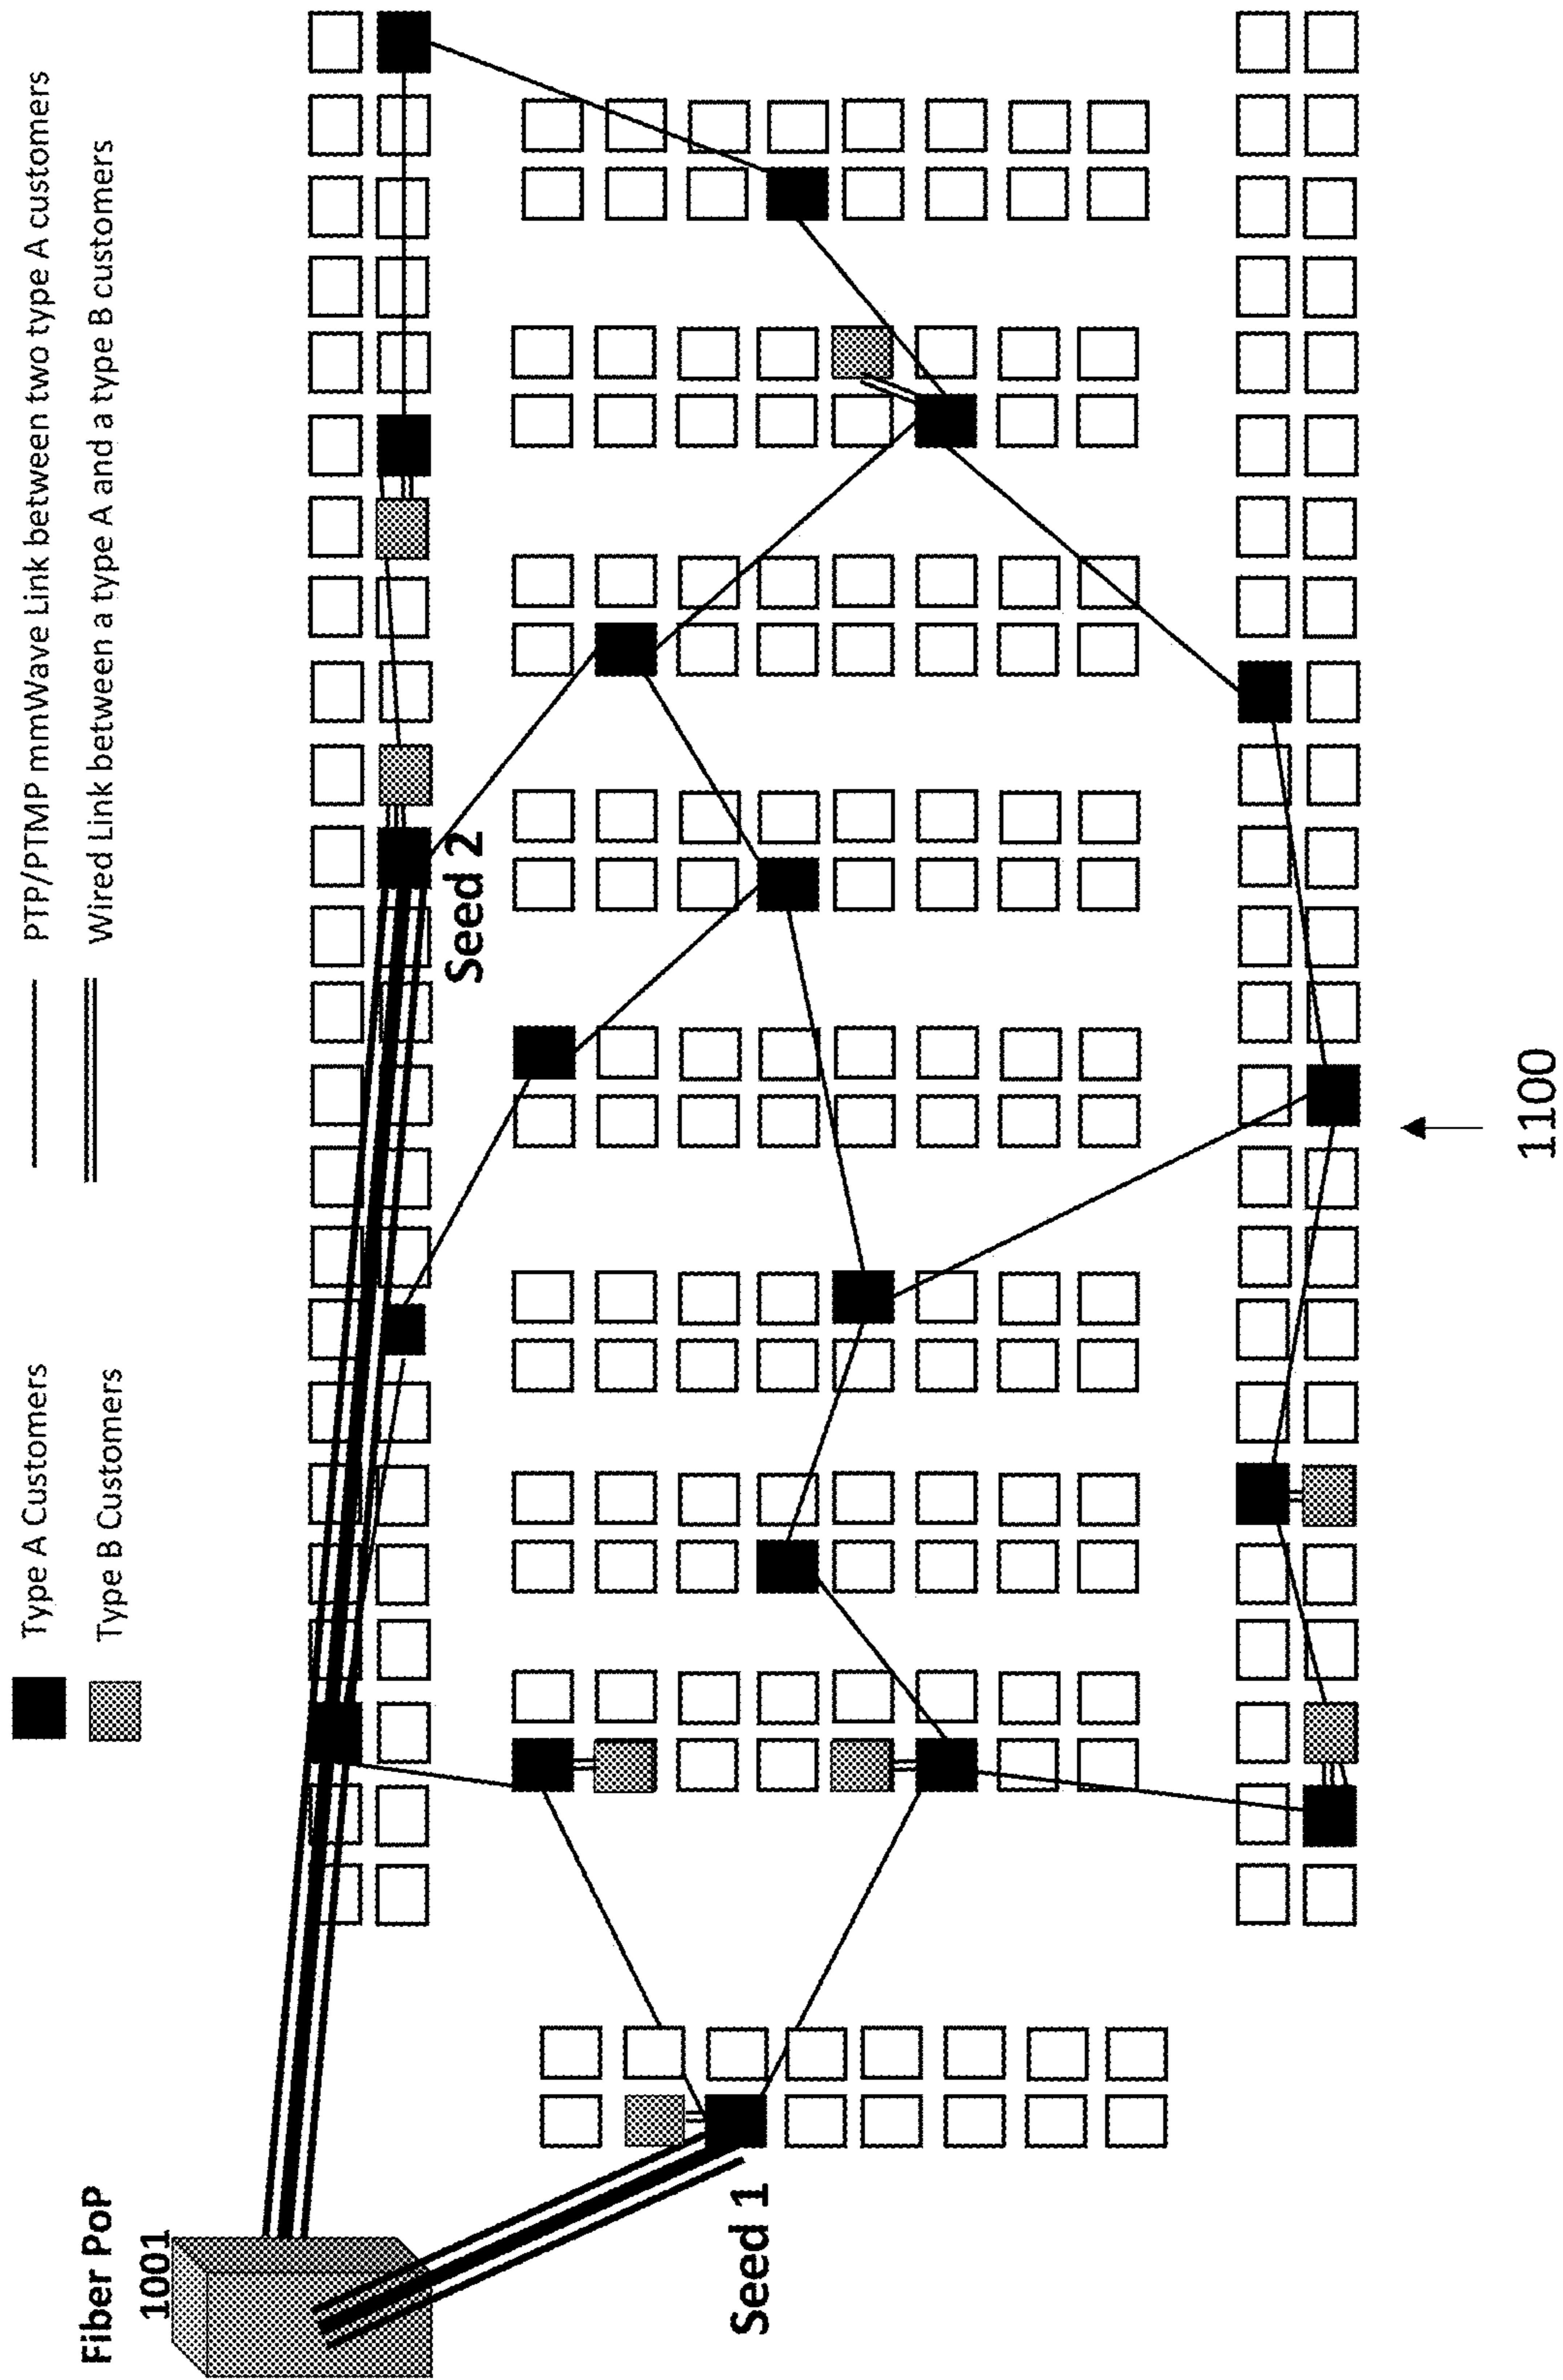 Type A Customers
Type B Customers
PTP/PTMP mmWave Link between two type A customers
Wired Link between a type A and a type B customers
Fiber PoP
1001
Seed 2
Seed 1
1100